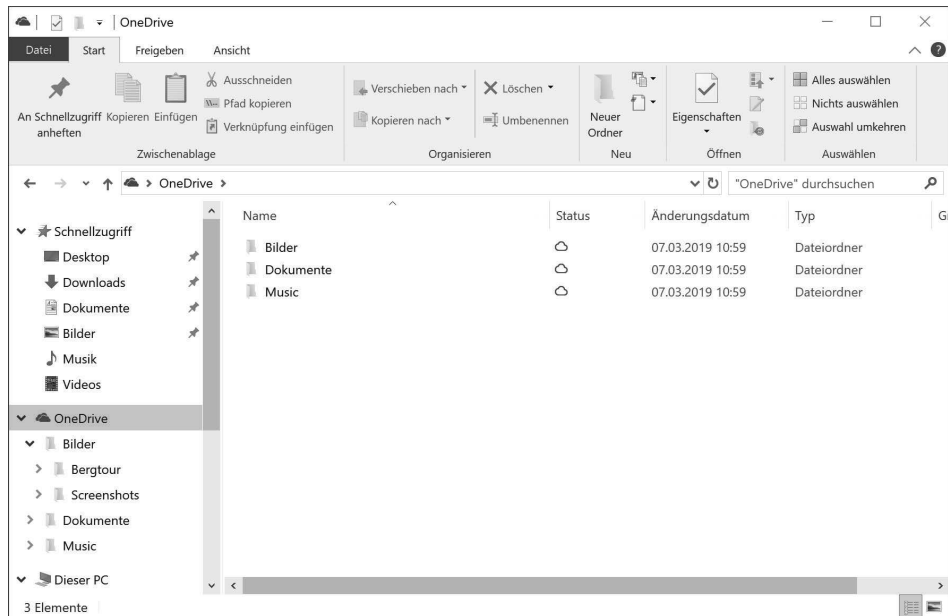 OneDrive
Datei Start Freigeben Ansicht
An Schnellzugriff anheften
Kopieren
Einfügen
Ausschneiden
Pfad kopieren
Verknüpfung einfügen
Zwischenablage
Verschieben nach
Kopieren nach
Löschen
Umbenennen
Organisieren
Neuer
Ordner
Neu
Eigenschaften
Öffnen
Alles auswählen
Nichts auswählen
Auswahl umkehren
Auswählen
OneDrive
"OneDrive" durchsuchen
Schnellzugriff
Desktop
Downloads
Dokumente
Bilder
Musik
Videos
OneDrive
Bilder
Bergtour
Screenshots
Dokumente
Music
Dieser PC
Name Status Änderungsdatum Typ
Bilder 07.03.2019 10:59 Dateiordner
Dokumente 07.03.2019 10:59 Dateiordner
Music 07.03.2019 10:59 Dateiordner
3 Elemente